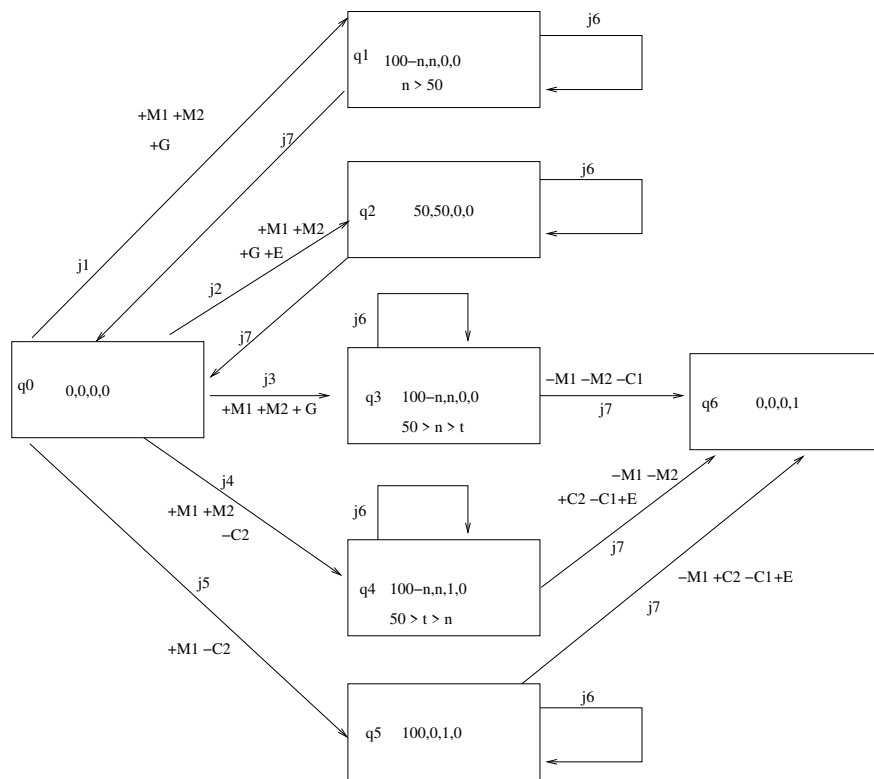 j6
q1
100−n,n,0,0
n > 50
+M1 +M2
+G
j7
j6
q2
50,50,0,0
+M1 +M2
+G +E
j1
j2
j7
j6
q0
0,0,0,0
j3
+M1 +M2 + G
q3
100−n,n,0,0
50 > n > t
−M1 −M2 −C1
j7
q6
0,0,0,1
j4
+M1 +M2
−C2
j6
−M1 −M2
+C2 −C1+E
j7
q4
100−n,n,1,0
50 > t > n
j5
+M1 −C2
−M1 +C2 −C1+E
j7
j6
q5
100,0,1,0